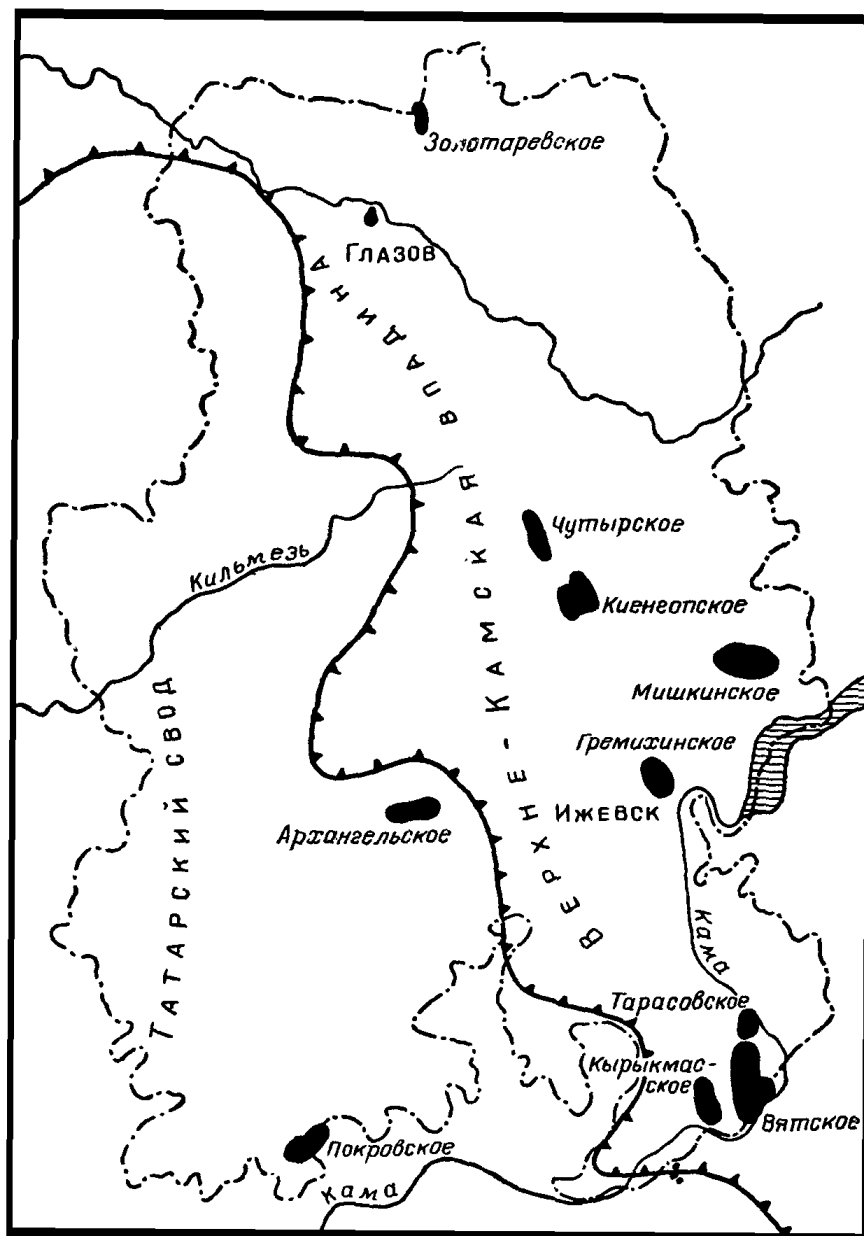 Золотаревское
ГЛАЗОВ
ВЕРХНЕ-КАМСКАЯ ВПАДИНА
Чутырское
Кильмезь
Киенгопское
Мишкинское
ТАТАРСКИЙ СВОД
Гремихинское
ИЖЕВСК
Архангельское
Кама
Тарасовское
Кырыкмас-
ское
Вятское
Покровское
Кама